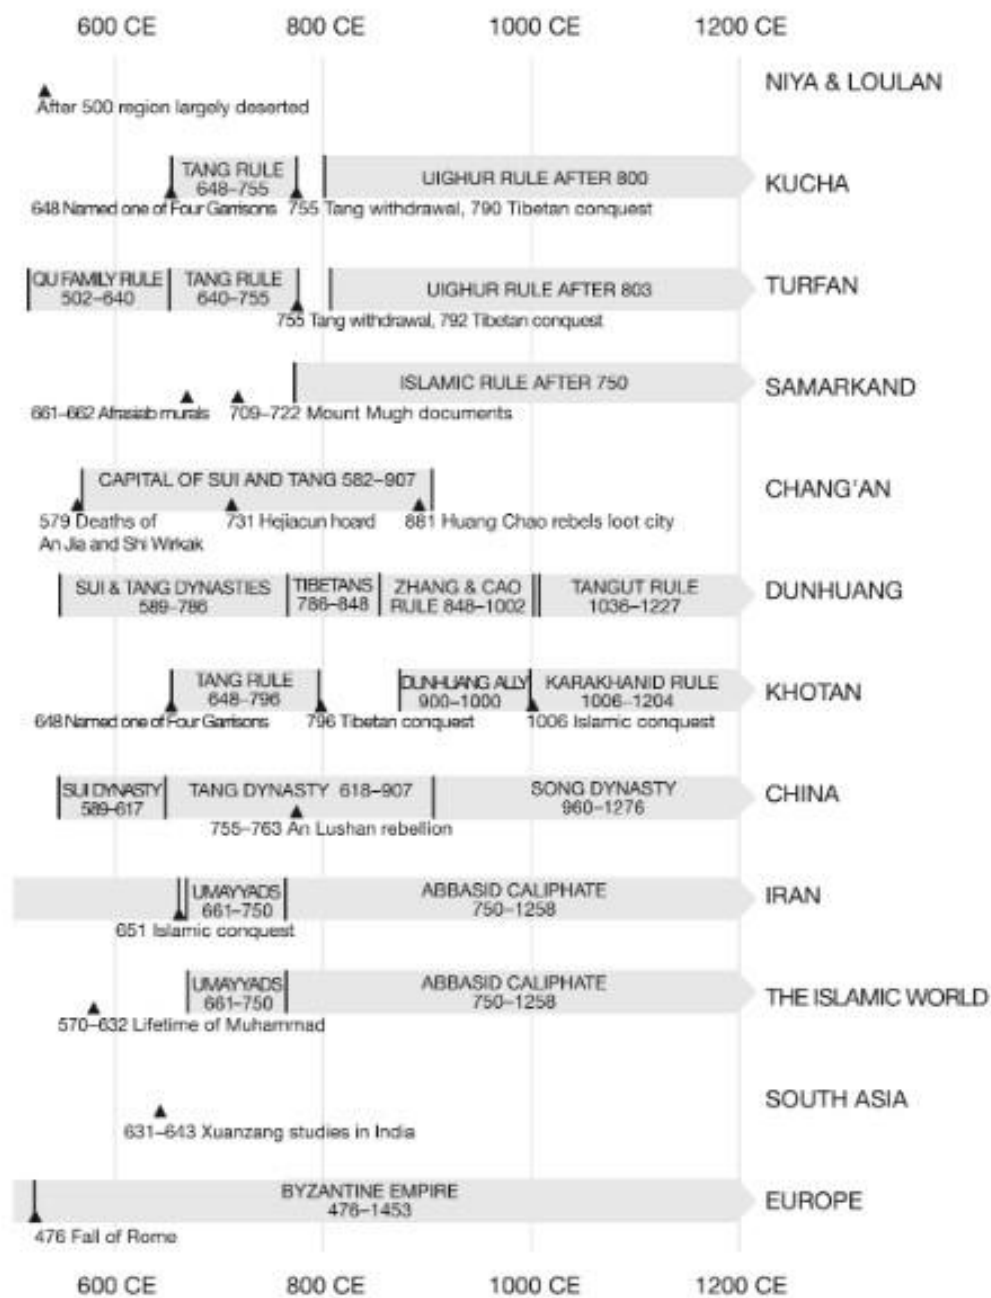 600 CE 800 CE 1000 CE 1200 CE
NIYA & LOULAN
After 500 region largely deserted
TANG RULE
648–755
UIGHUR RULE AFTER 800
KUCHA
648 Named one of Four Garrisons 755 Tang withdrawal, 790 Tibetan conquest
QU FAMILY RULE
502–640
TANG RULE
640–755
UIGHUR RULE AFTER 803
TURFAN
755 Tang withdrawal, 792 Tibetan conquest
ISLAMIC RULE AFTER 750
SAMARKAND
661–662 Afrasiab murals 709–722 Mount Mugh documents
CAPITAL OF SUI AND TANG 582–907
CHANG'AN
579 Deaths of
An Jia and Shi Wirkak
731 Hejiacun hoard
881 Huang Chao rebels loot city
SUI & TANG DYNASTIES
589–786
TIBETANS
786–848
ZHANG & CAO
RULE 848–1002
TANGUT RULE
1036–1227
DUNHUANG
TANG RULE
648–796
DUNHUANG ALLY
900–1000
KARAKHANID RULE
1006–1204
KHOTAN
648 Named one of Four Garrisons 796 Tibetan conquest 1006 Islamic conquest
SUI DYNASTY
589–617
TANG DYNASTY 618–907
SONG DYNASTY
960–1276
CHINA
755–763 An Lushan rebellion
UMAYYADS
661–750
ABBASID CALIPHATE
750–1258
IRAN
651 Islamic conquest
UMAYYADS
661–750
ABBASID CALIPHATE
750–1258
THE ISLAMIC WORLD
570–632 Lifetime of Muhammad
SOUTH ASIA
631–643 Xuanzang studies in India
BYZANTINE EMPIRE
476–1453
EUROPE
476 Fall of Rome
600 CE 800 CE 1000 CE 1200 CE